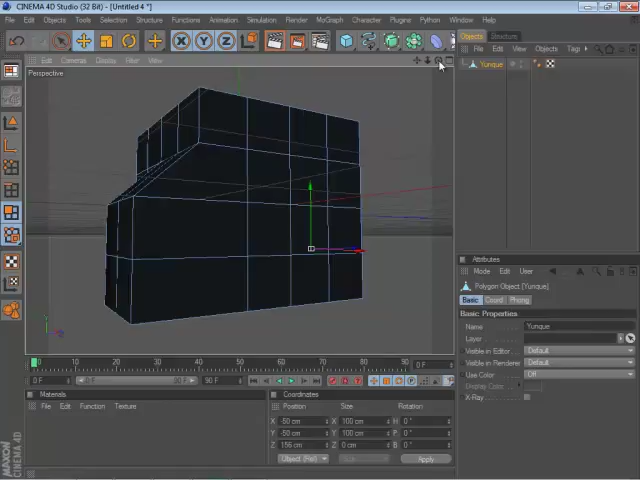 CINEMA 4D Studio (32 Bit) - [Untitled 4 *]
File Edit Objects Tools Selection Structure Functions Animation Simulation Render MoGraph Character Plugins Python Window Help
X Y Z
Edit Cameras Display Filter View
Perspective
Objects Structure
File Edit View Objects Tags
Yunque
Attributes
Mode Edit User
Polygon Object [Yunque]
Basic Coord Phong
Basic Properties
Name Yunque
Layer
Visible in Editor Default
Visible in Renderer Default
Use Color Off
Display Color
X-Ray
0 10 20 30 40 50 60 70 80 90
0 F
0 F 0 90 F 90 F
Materials
File Edit Function Texture
Coordinates
Position Size Rotation
X -50 cm X 100 cm H 0 °
Y -50 cm Y 100 cm P 0 °
Z 156 cm Z 0 cm B 0 °
Object (Rel) Size Apply
MAXON
CINEMA 4D